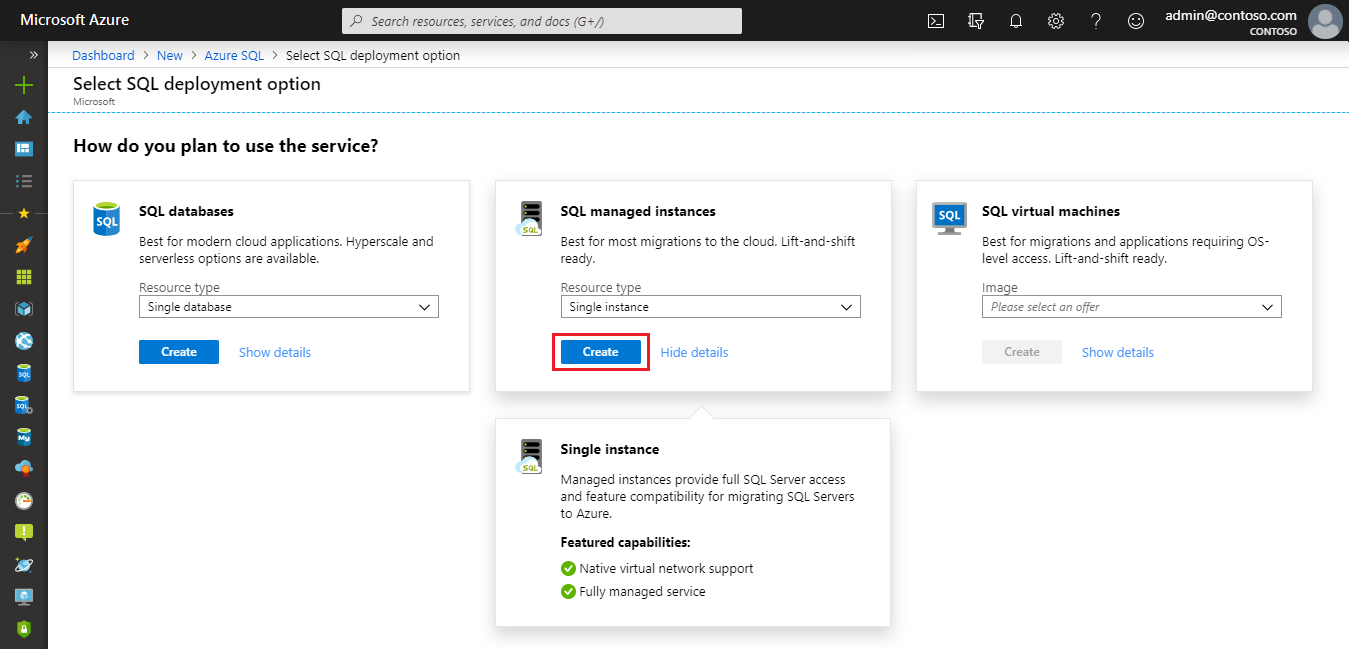 Microsoft Azure
Search resources, services, and docs (G+/)
admin@contoso.com
CONTOSO
Dashboard > New > Azure SQL > Select SQL deployment option
Select SQL deployment option
Microsoft
How do you plan to use the service?
SQL
SQL databases
Best for modern cloud applications. Hyperscale and
serverless options are available.
Resource type
Single database
Create
Show details
SQL
SQL managed instances
Best for most migrations to the cloud. Lift-and-shift
ready.
Resource type
Single instance
Create
Hide details
SQL
SQL virtual machines
Best for migrations and applications requiring OS-
level access. Lift-and-shift ready.
Image
Please select an offer
Create
Show details
SQL
Single instance
Managed instances provide full SQL Server access
and feature compatibility for migrating SQL Servers
to Azure.
Featured capabilities:
Native virtual network support
Fully managed service
SQL
SQL
My